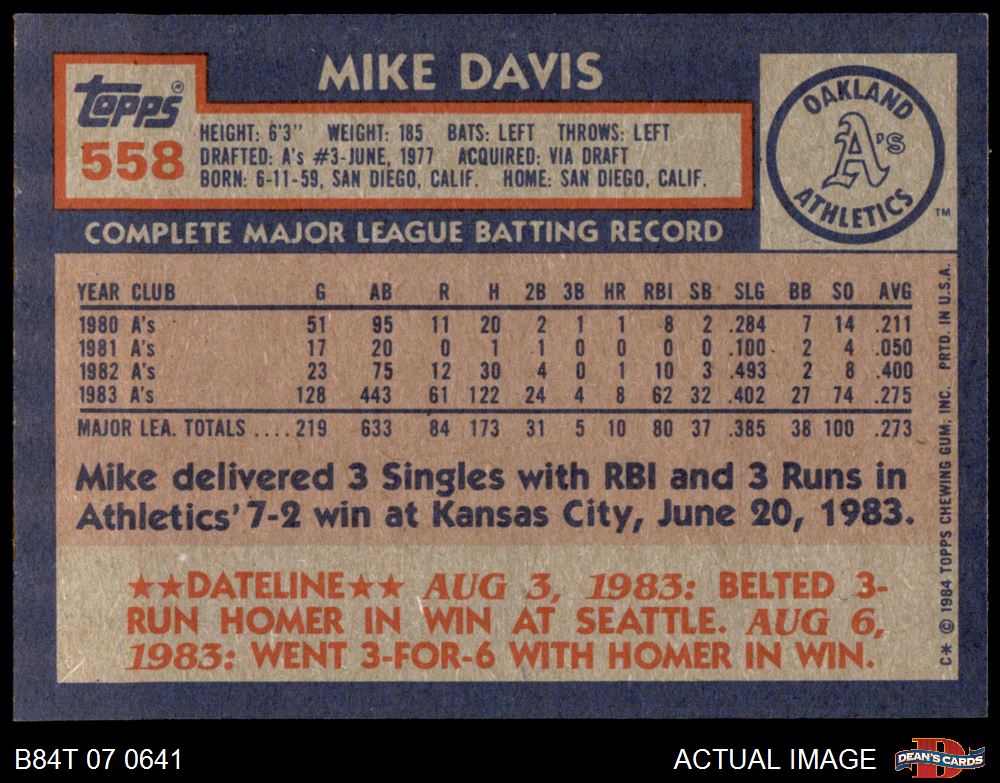 MIKE DAVIS
Topps®
558
HEIGHT: 6'3" WEIGHT: 185 BATS: LEFT THROWS: LEFT
DRAFTED: A's #3-JUNE, 1977 ACQUIRED: VIA DRAFT
BORN: 6-11-59, SAN DIEGO, CALIF. HOME: SAN DIEGO, CALIF.
OAKLAND
A's
ATHLETICS
TM
COMPLETE MAJOR LEAGUE BATTING RECORD
YEAR CLUB G AB R H 2B 3B HR RBI SB SLG BB SO AVG
1980 A's 51 95 11 20 2 1 1 8 2 .284 7 14 .211
1981 A's 17 20 0 1 1 0 0 0 0 .100 2 4 .050
1982 A's 23 75 12 30 4 0 1 10 3 .493 2 8 .400
1983 A's 128 443 61 122 24 4 8 62 32 .402 27 74 .275
MAJOR LEA. TOTALS ....219 633 84 173 31 5 10 80 37 .385 38 100 .273
Mike delivered 3 Singles with RBI and 3 Runs in
Athletics' 7-2 win at Kansas City, June 20, 1983.
★★DATELINE★★ AUG 3, 1983: BELTED 3-
RUN HOMER IN WIN AT SEATTLE. AUG 6,
1983: WENT 3-FOR-6 WITH HOMER IN WIN.
C* © 1984 TOPPS CHEWING GUM, INC. PRTD. IN U.S.A.
B84T 07 0641
ACTUAL IMAGE
D
DEAN'S CARDS